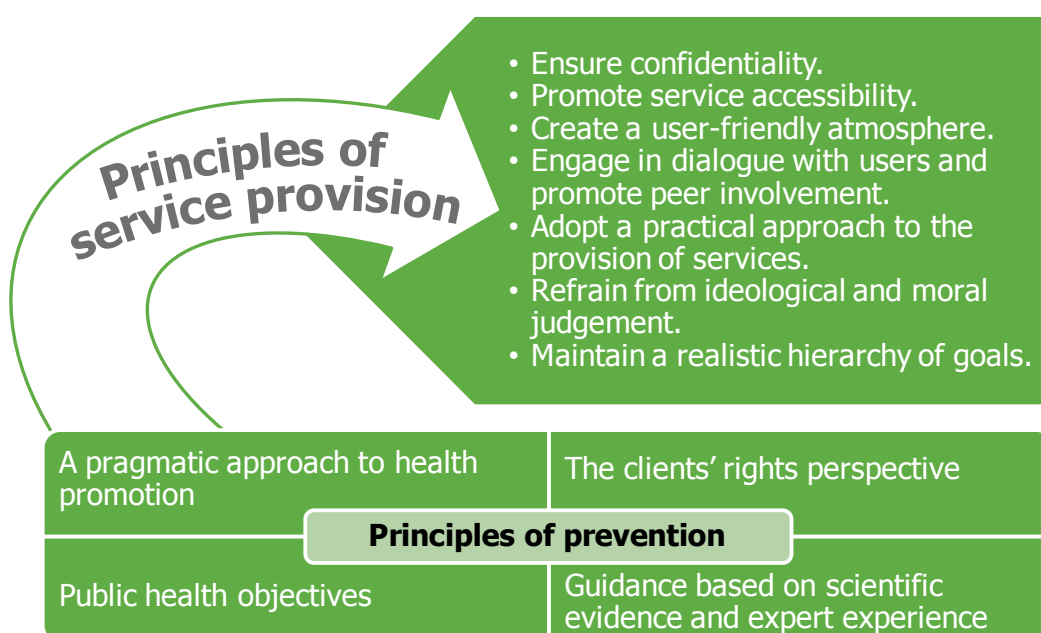 Principles of
service provision
• Ensure confidentiality.
• Promote service accessibility.
• Create a user-friendly atmosphere.
• Engage in dialogue with users and
promote peer involvement.
• Adopt a practical approach to the
provision of services.
• Refrain from ideological and moral
judgement.
• Maintain a realistic hierarchy of goals.
A pragmatic approach to health
promotion
The clients’ rights perspective
Principles of prevention
Public health objectives
Guidance based on scientific
evidence and expert experience